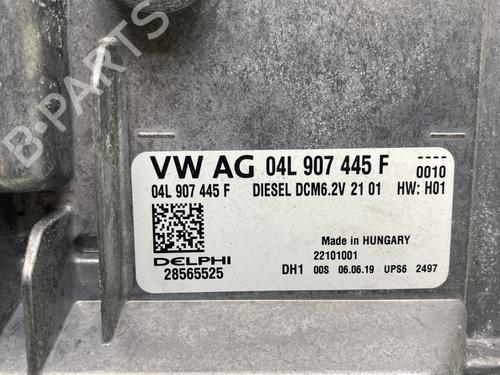 VW AG 04L 907 445 F 0010
04L 907 445 F DIESEL DCM6.2V 21 01 HW: H01
Made in HUNGARY
DELPHI 22101001
28565525 DH1 00S 06.06.19 UPS6 2497
B-PARTS